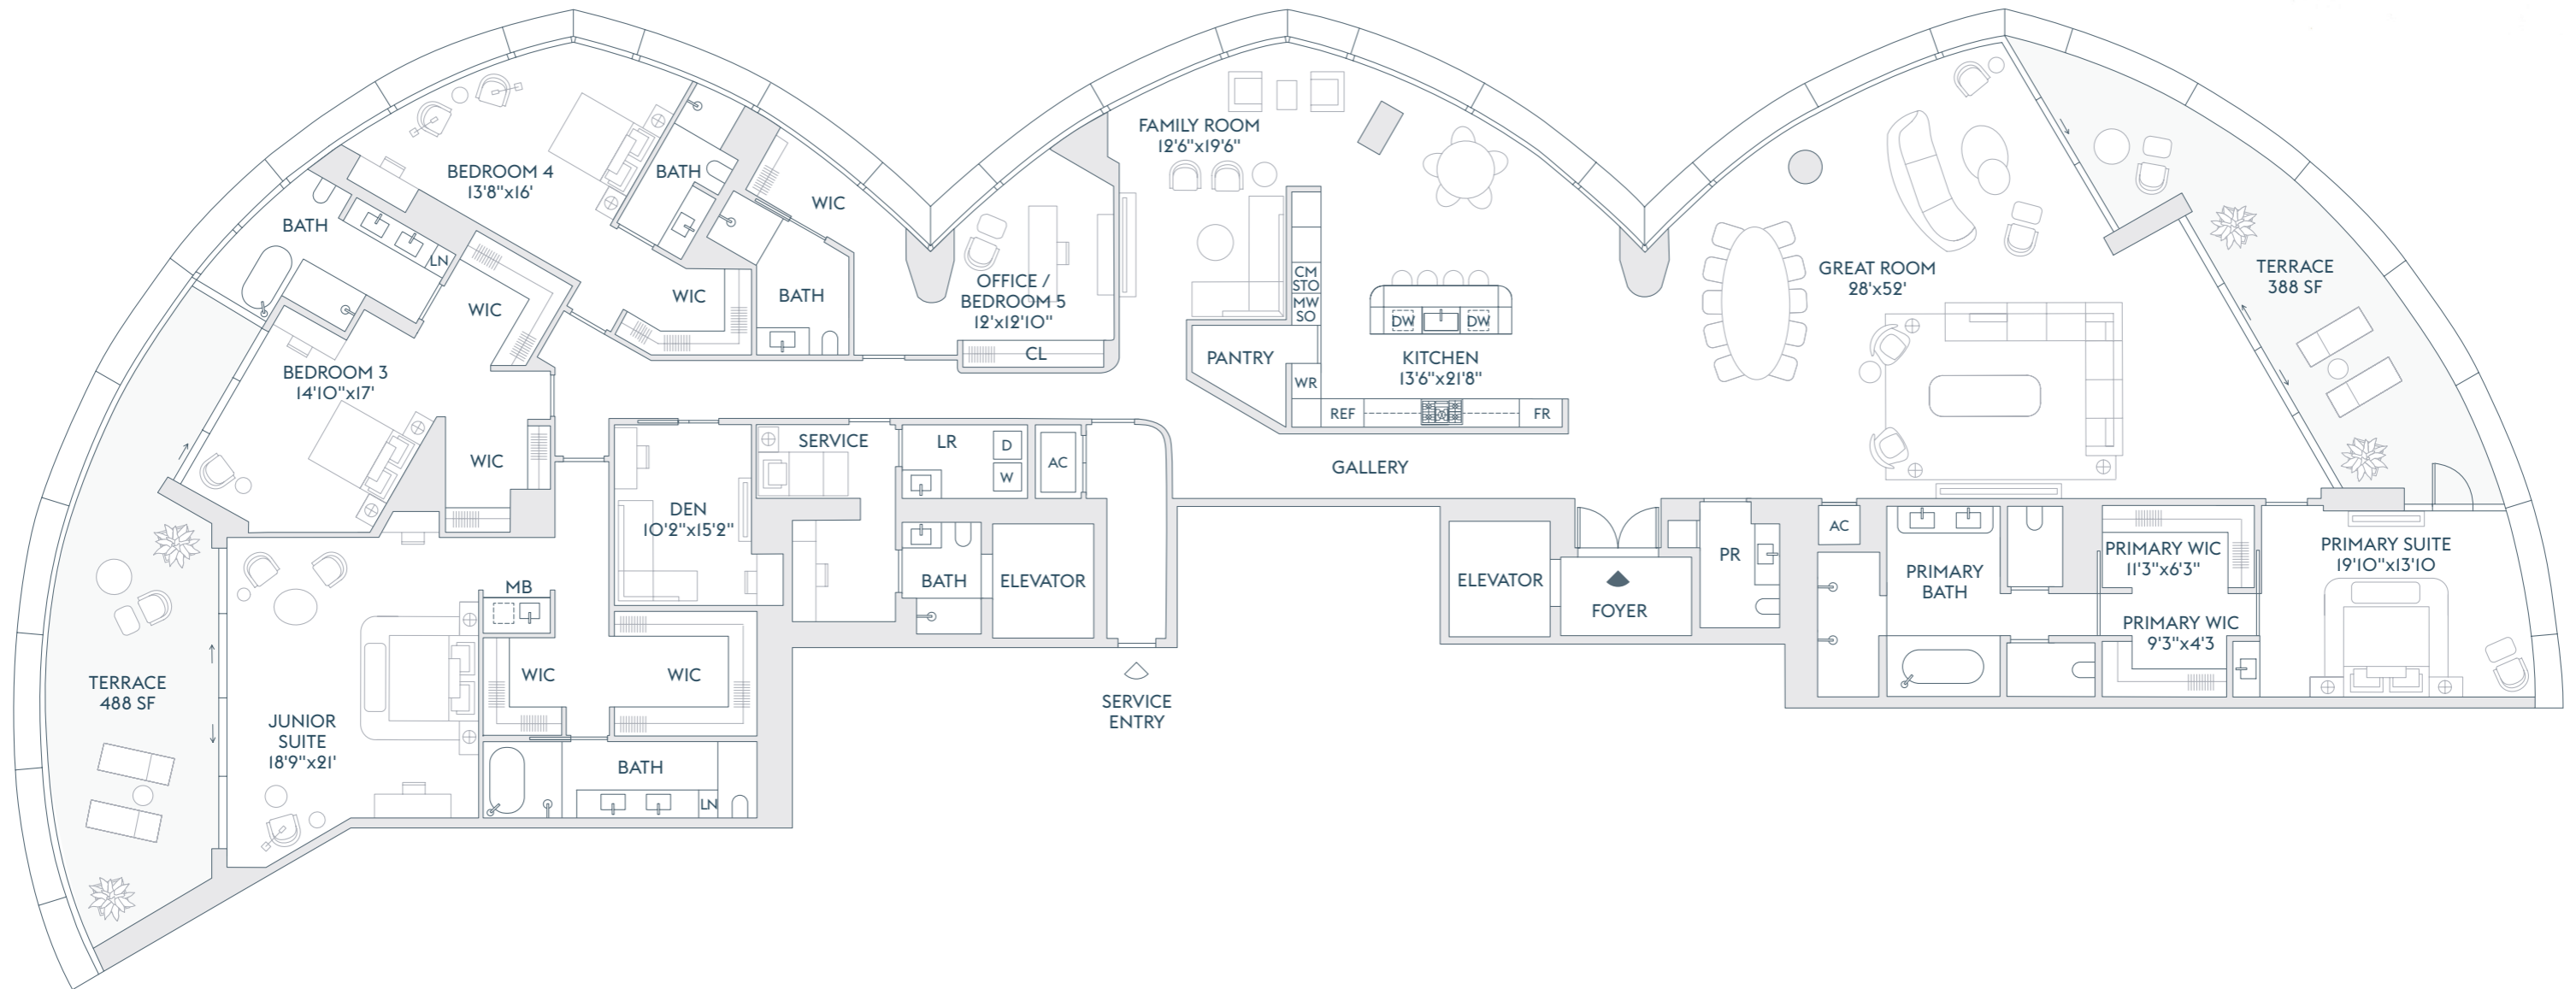 BEDROOM 4
13'8"x16'
BATH
WIC
BATH
LN
WIC
WIC
BATH
BEDROOM 3
14'10"x17'
WIC
OFFICE /
BEDROOM 5
12'x12'10"
CL
FAMILY ROOM
12'6"x19'6"
CM
STO
MW
SO
DW
DW
PANTRY
WR
KITCHEN
13'6"x21'8"
REF
FR
GREAT ROOM
28'x52'
TERRACE
388 SF
GALLERY
SERVICE
LR
D
W
AC
DEN
10'2"x15'2"
BATH
ELEVATOR
MB
WIC
WIC
TERRACE
488 SF
JUNIOR
SUITE
18'9"x21'
BATH
LN
SERVICE
ENTRY
ELEVATOR
FOYER
PR
AC
PRIMARY
BATH
PRIMARY WIC
11'3"x6'3"
PRIMARY WIC
9'3"x4'3
PRIMARY SUITE
19'10"x13'10